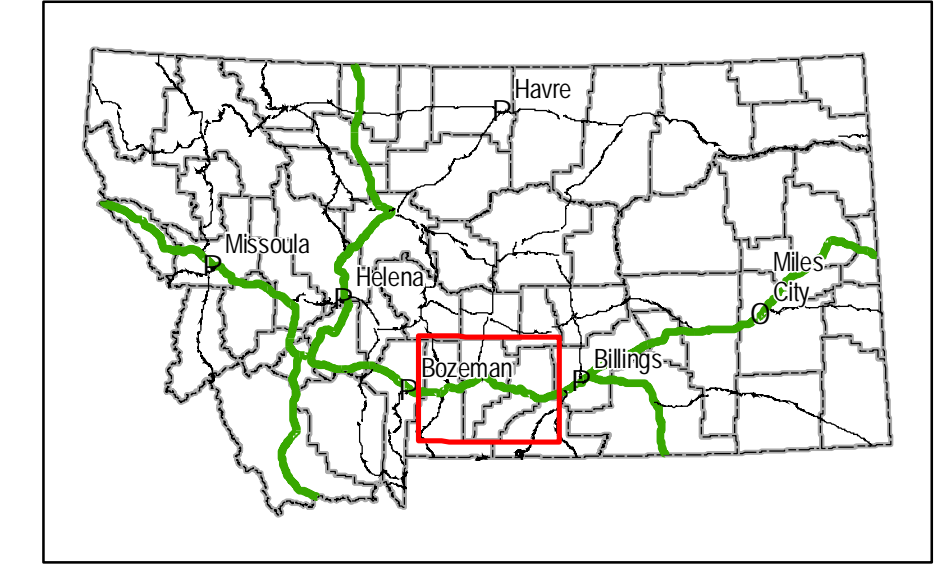 Havre
P
Missoula
P
Helena
P
Miles
City
O
Bozeman
P
Billings
P